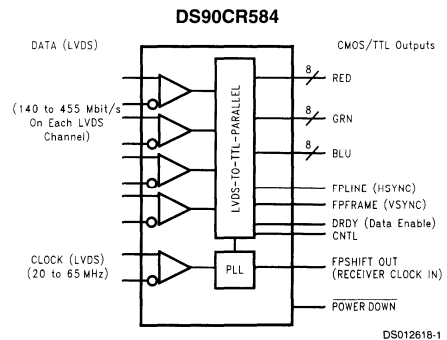 DS90CR584
DATA (LVDS)
CMOS/TTL Outputs
(140 to 455 Mbit/s
On Each LVDS
Channel)
LVDS-TO-TTL-PARALLEL
8
RED
8
GRN
8
BLU
FPLINE (HSYNC)
FPFRAME (VSYNC)
DRDY (Data Enable)
CNTL
CLOCK (LVDS)
(20 to 65 MHz)
PLL
FPSHIFT OUT
(RECEIVER CLOCK IN)
POWER DOWN
DS012618-1